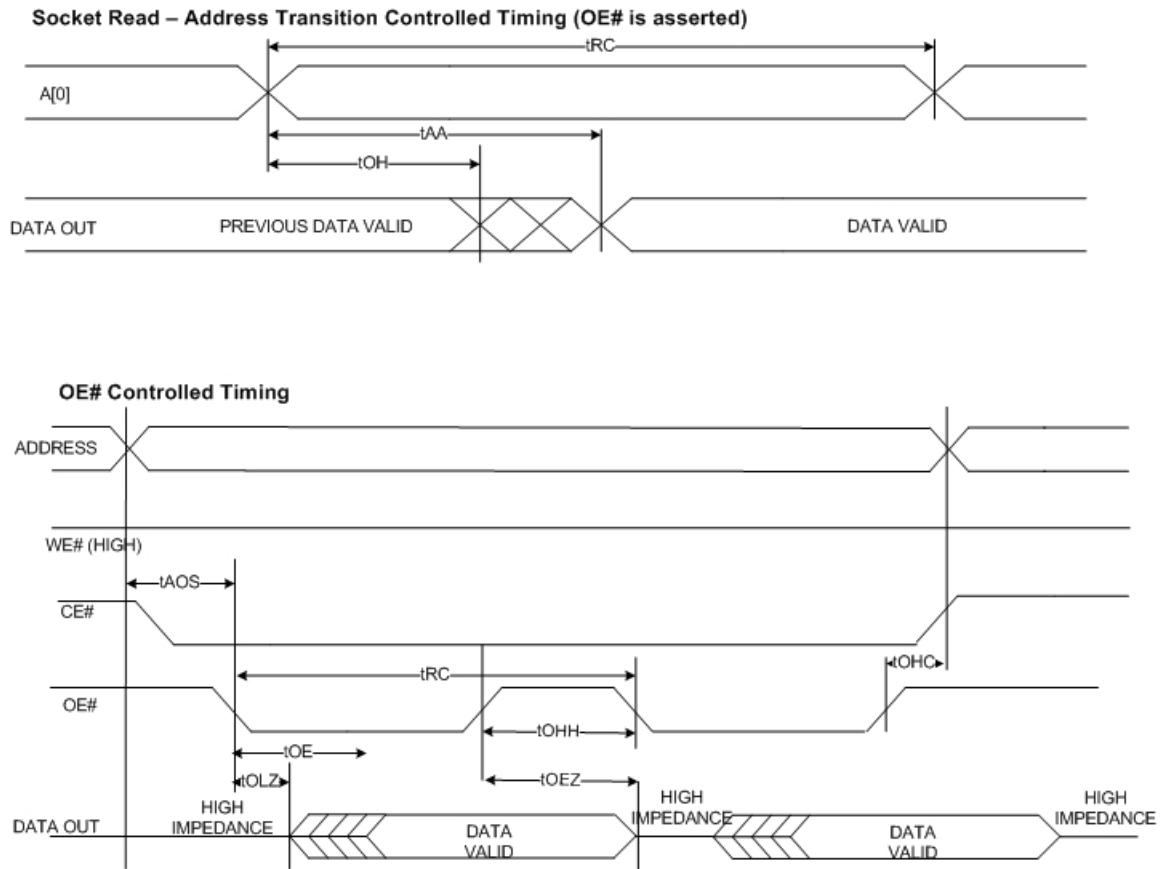 Socket Read – Address Transition Controlled Timing (OE# is asserted)
tRC
A[0]
tAA
tOH
DATA OUT
PREVIOUS DATA VALID
DATA VALID
OE# Controlled Timing
ADDRESS
WE# (HIGH)
tAOS
CE#
tRC
tOHC
OE#
tOHH
tOE
tOLZ
tOEZ
HIGH
IMPEDANCE
HIGH
IMPEDANCE
HIGH
IMPEDANCE
DATA OUT
DATA
VALID
DATA
VALID